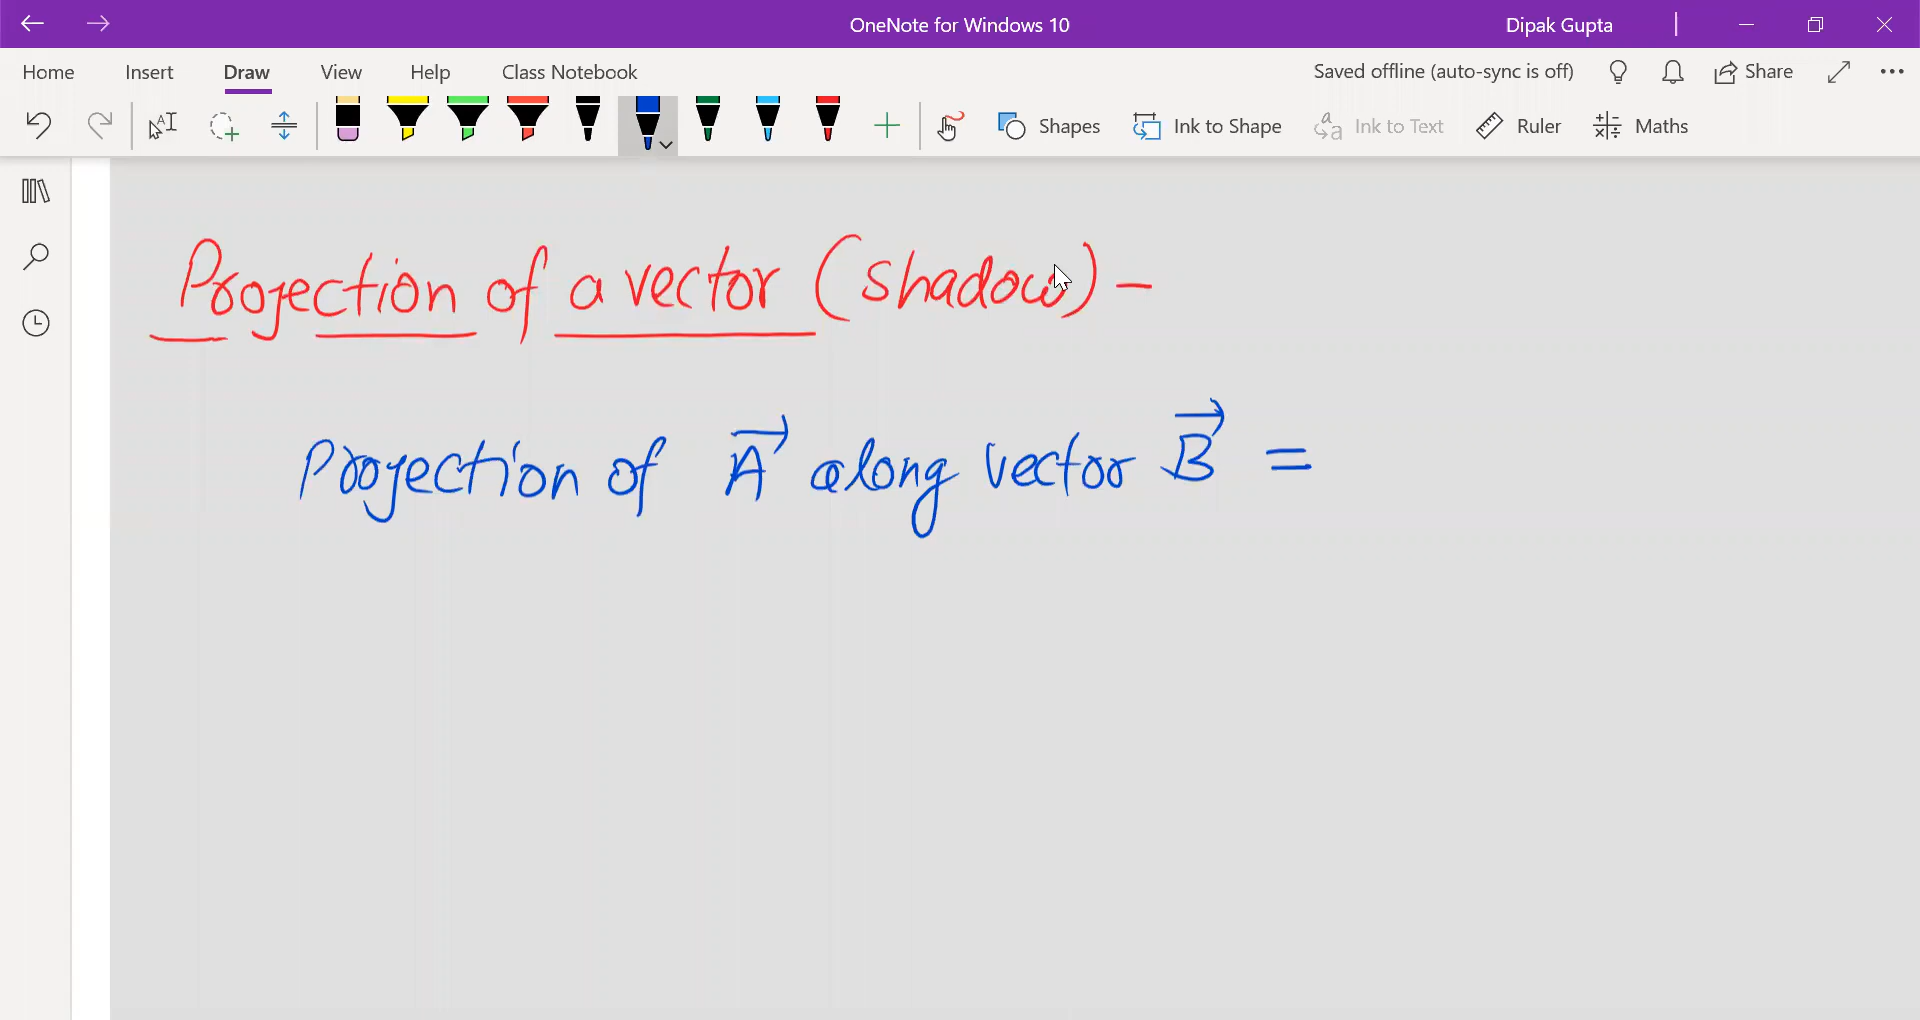 OneNote for Windows 10
Dipak Gupta
Home Insert Draw View Help Class Notebook Saved offline (auto-sync is off) Share
Shapes Ink to Shape Ink to Text Ruler Maths
Projection of a vector (shadow) -
Projection of A⃗ along vector B⃗ =